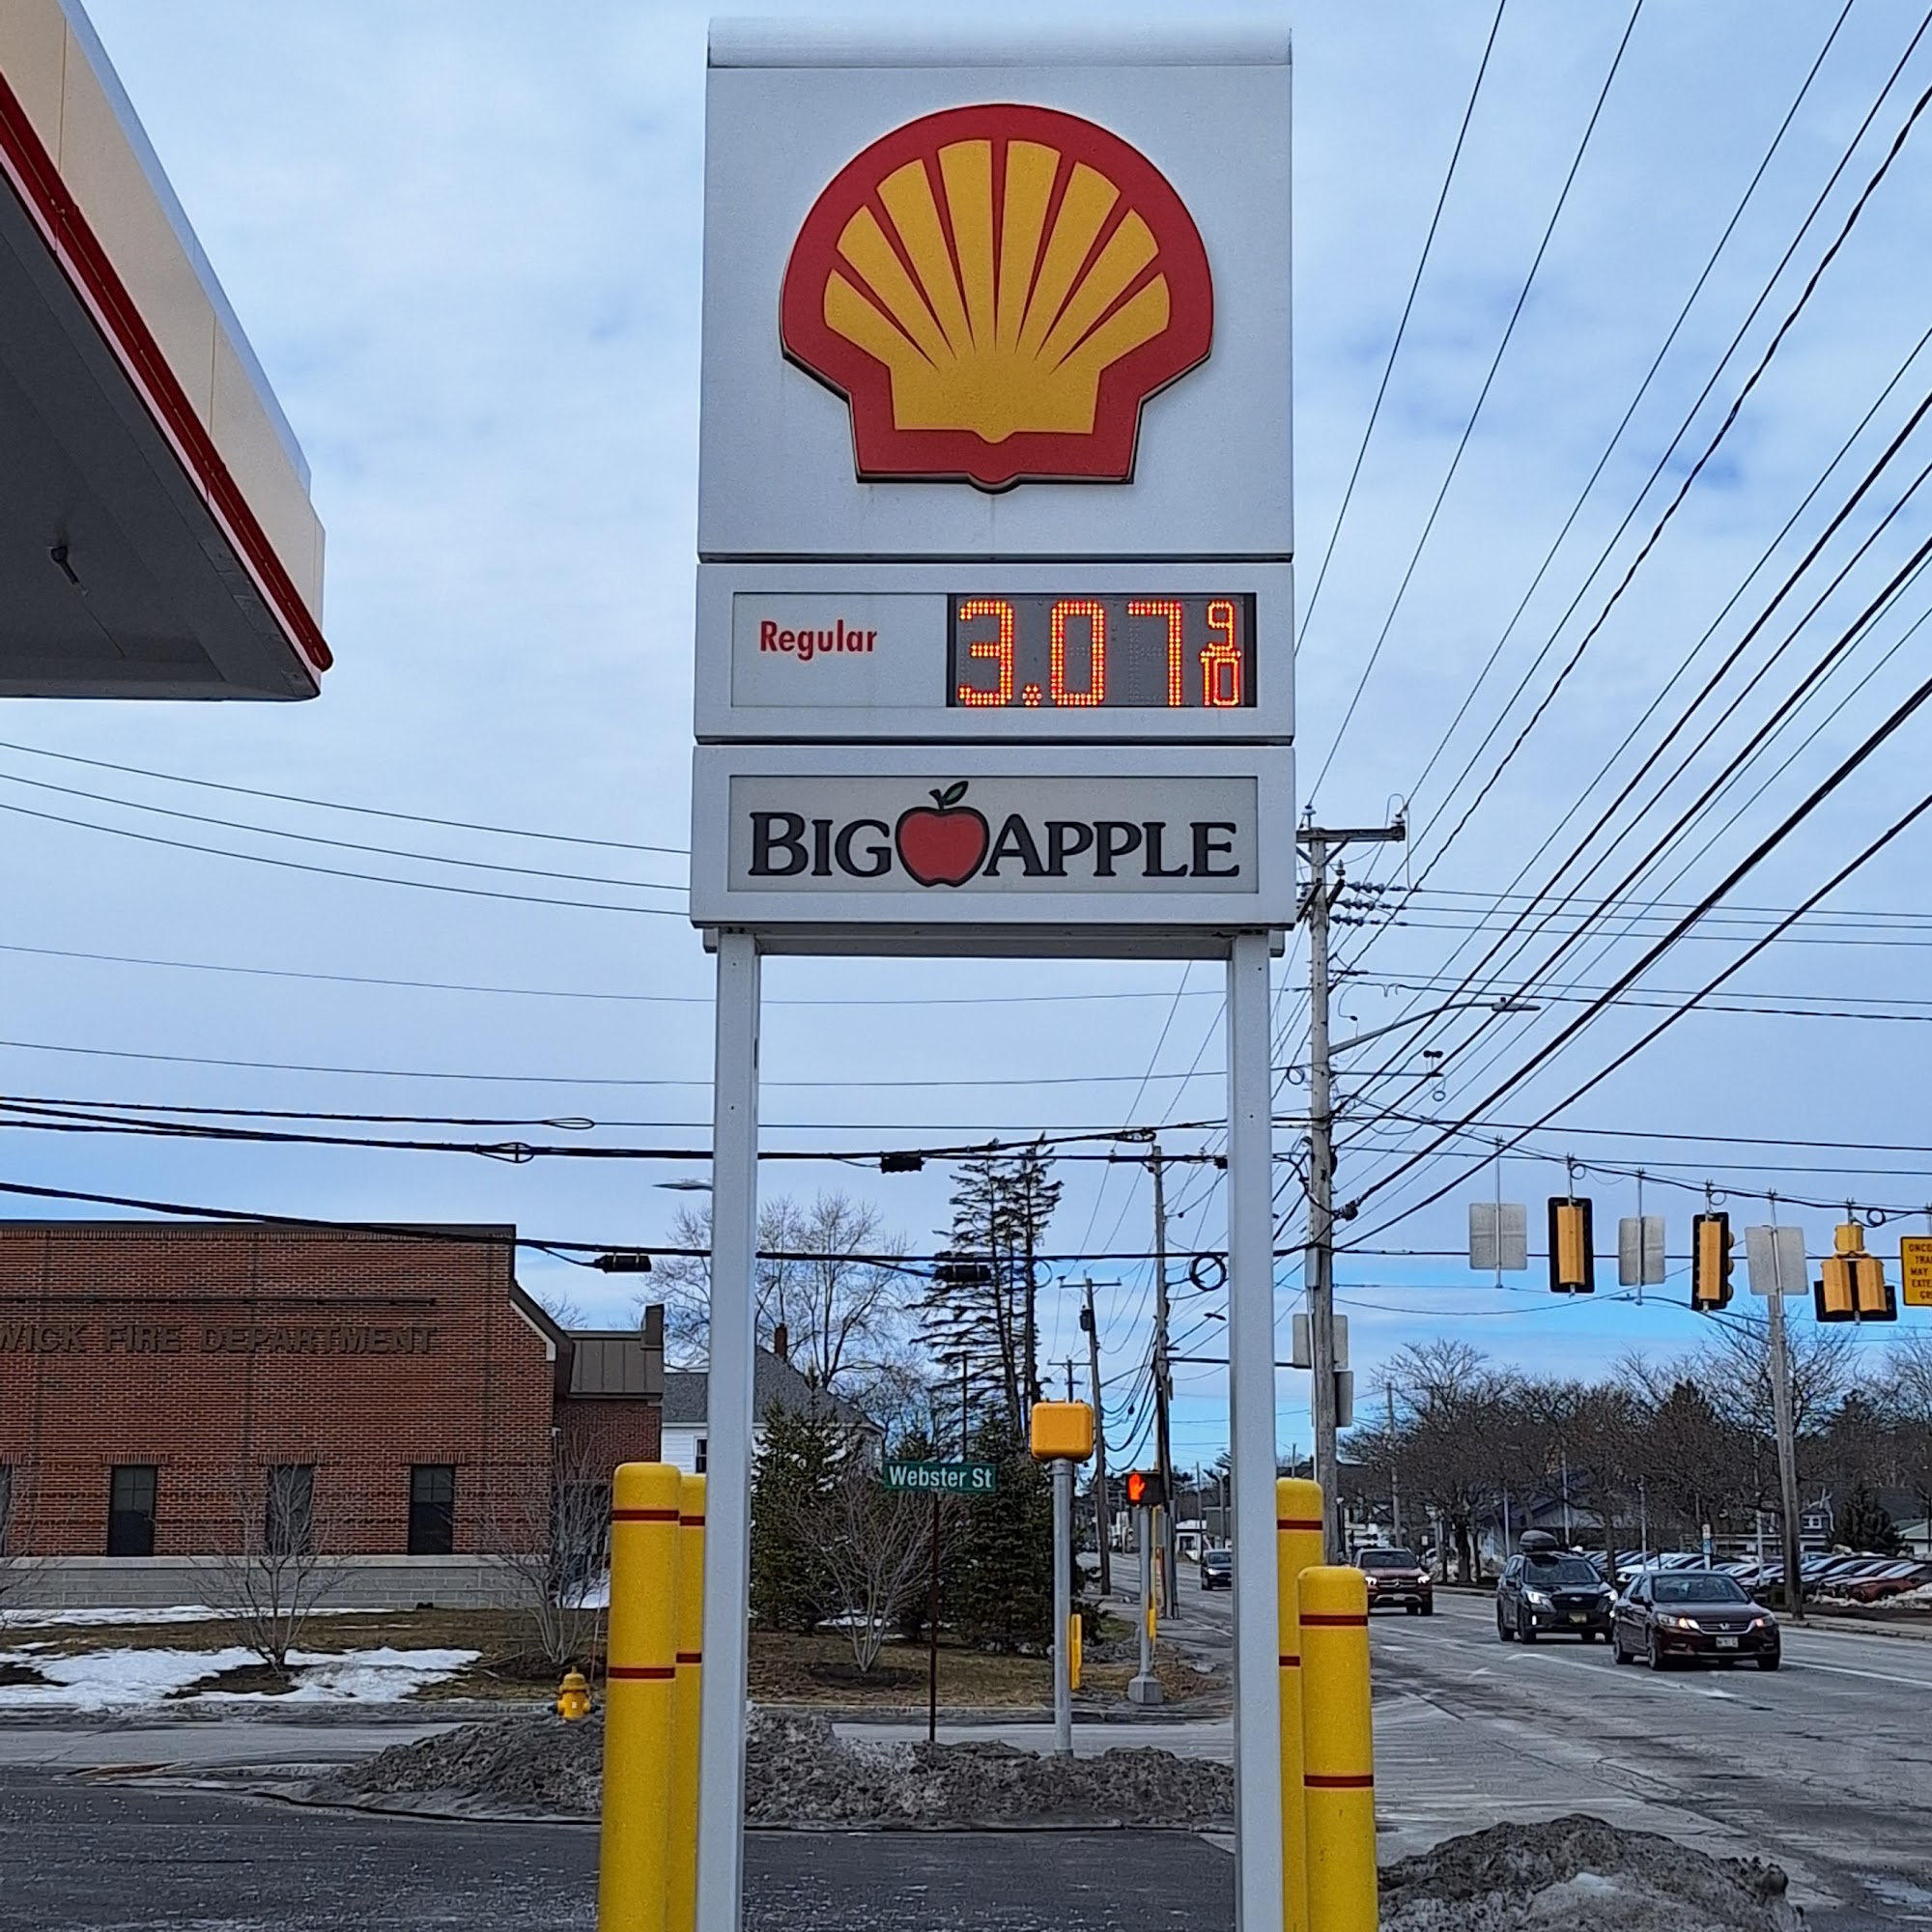 Regular 3.07 9/10
BIG APPLE
WICK FIRE DEPARTMENT
Webster St